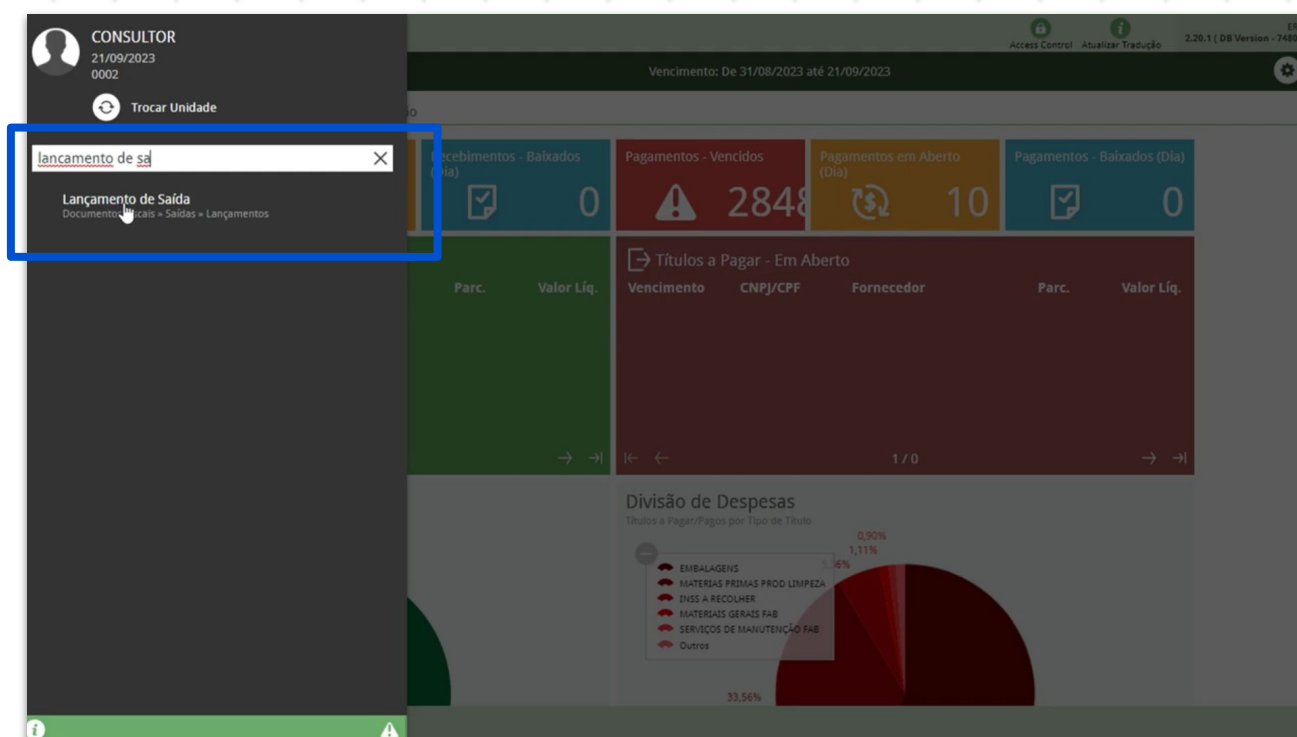 CONSULTOR
21/09/2023
0002
Trocar Unidade
lancamento de sa
Lançamento de Saída
Documentos Fiscais » Saídas » Lançamentos
Access Control
Atualizar Tradução
2.20.1 ( DB Version - 7480
Vencimento: De 31/08/2023 até 21/09/2023
Recebimentos - Baixados (Dia)
0
Pagamentos - Vencidos
2848
Pagamentos em Aberto (Dia)
10
Pagamentos - Baixados (Dia)
0
Parc. Valor Líq.
Títulos a Pagar - Em Aberto
Vencimento CNPJ/CPF Fornecedor Parc. Valor Líq.
1 / 0
Divisão de Despesas
Títulos a Pagar/Pagos por Tipo de Título
0,90%
1,11%
EMBALAGENS
MATERIAS PRIMAS PROD LIMPEZA
INSS A RECOLHER
MATERIAIS GERAIS FAB
SERVIÇOS DE MANUTENÇÃO FAB
Outros
33,56%